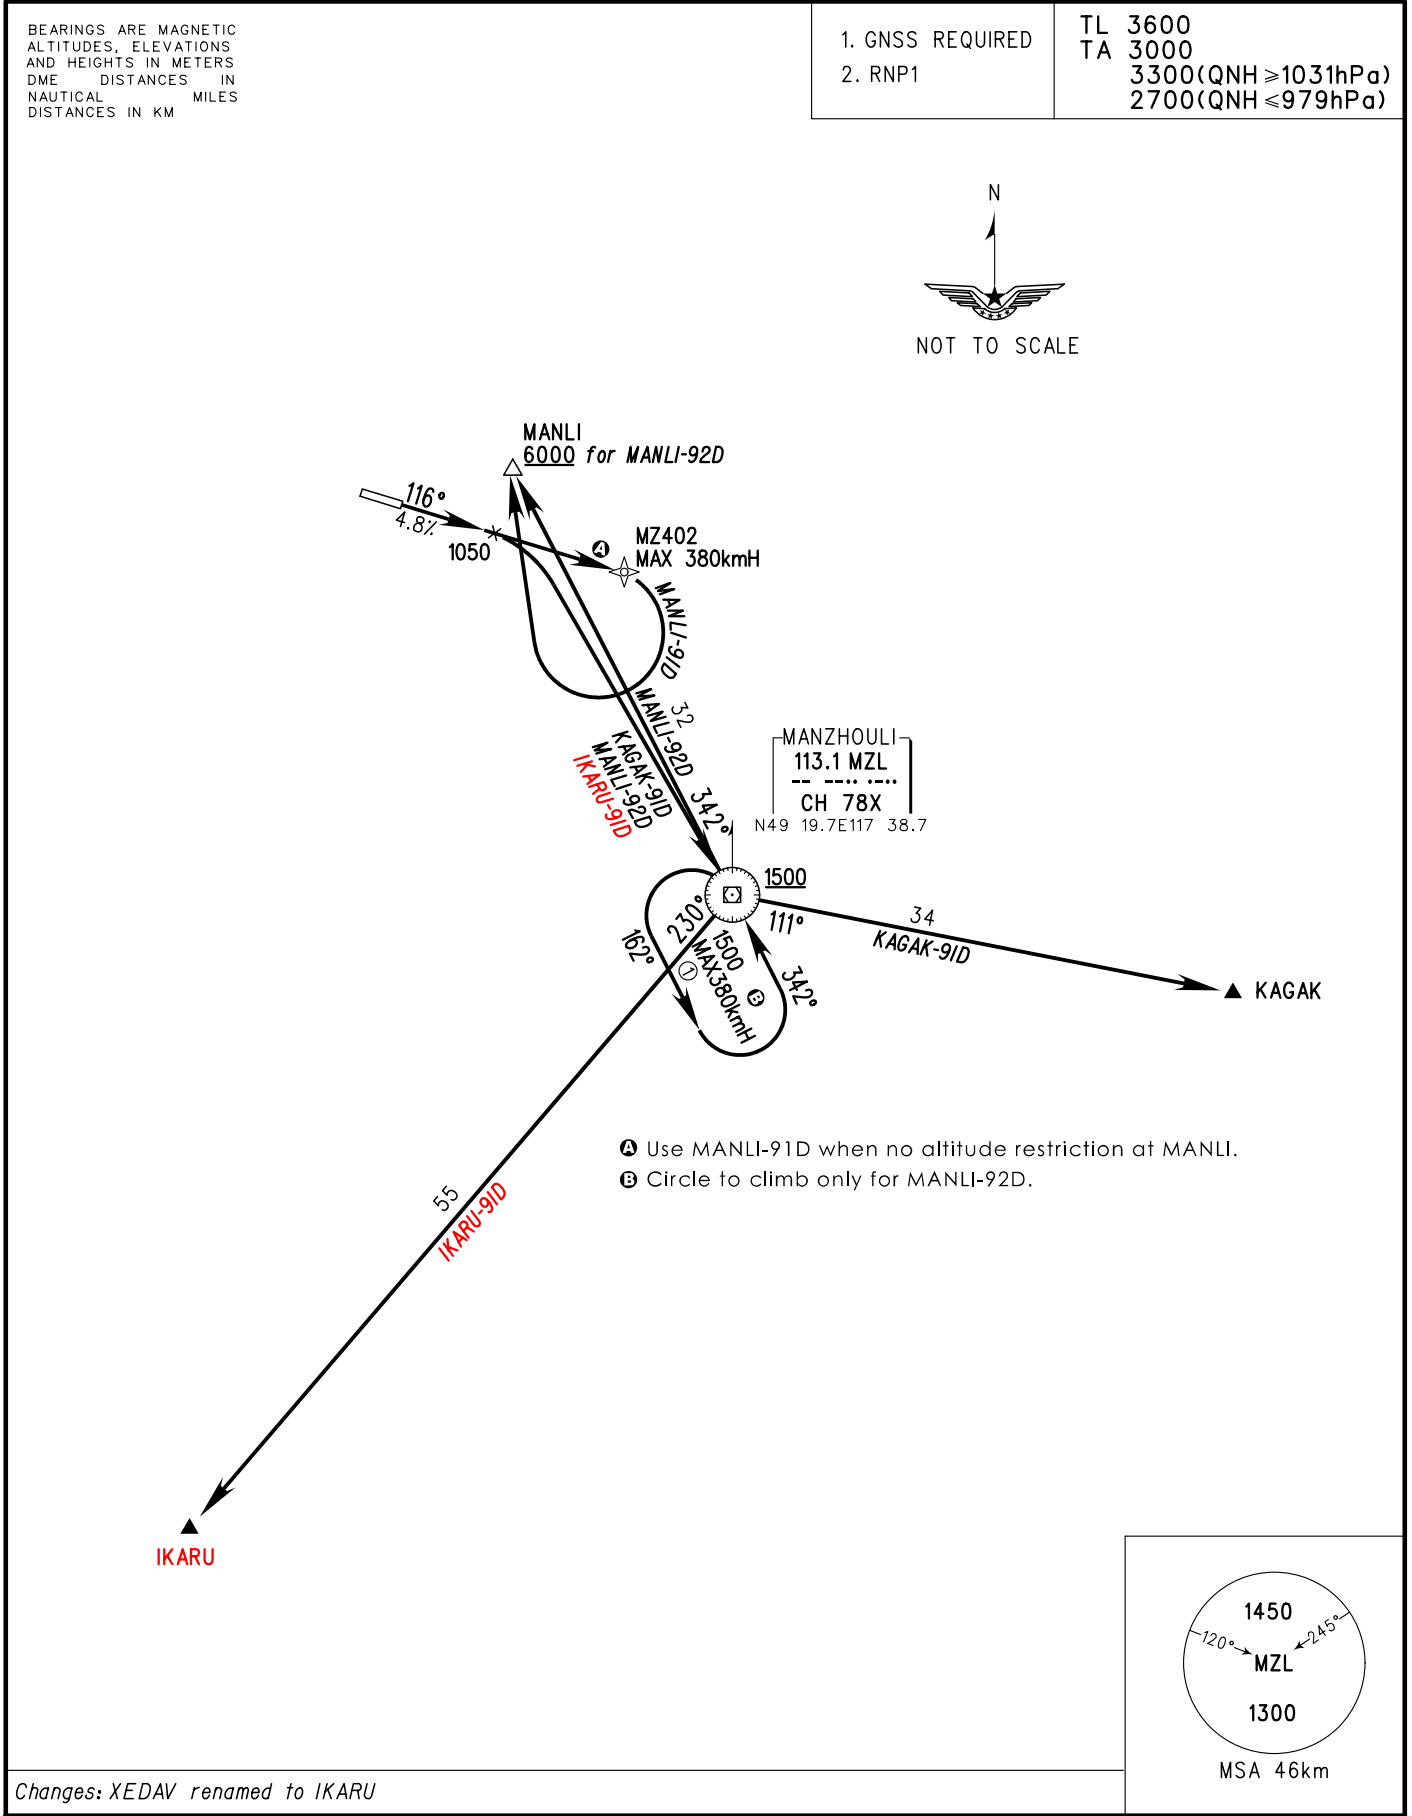 BEARINGS ARE MAGNETIC
ALTITUDES, ELEVATIONS
AND HEIGHTS IN METERS
DME DISTANCES IN
NAUTICAL MILES
DISTANCES IN KM
1. GNSS REQUIRED
2. RNP1
TL 3600
TA 3000
3300(QNH ≥1031hPa)
2700(QNH ≤979hPa)
N
NOT TO SCALE
MANLI
6000 for MANLI-92D
116°
4.8%
1050
A
MZ402
MAX 380kmH
MANLI-91D
32
MANLI-92D 342°
KAGAK-91D
MANLI-92D
IKARU-91D
MANZHOULI
113.1 MZL
CH 78X
N49 19.7E117 38.7
1500
111°
34
KAGAK-91D
KAGAK
230°
162°
1500
MAX380kmH
1
B
342°
A Use MANLI-91D when no altitude restriction at MANLI.
B Circle to climb only for MANLI-92D.
55
IKARU-91D
IKARU
1450
120°
245°
MZL
1300
MSA 46km
Changes: XEDAV renamed to IKARU